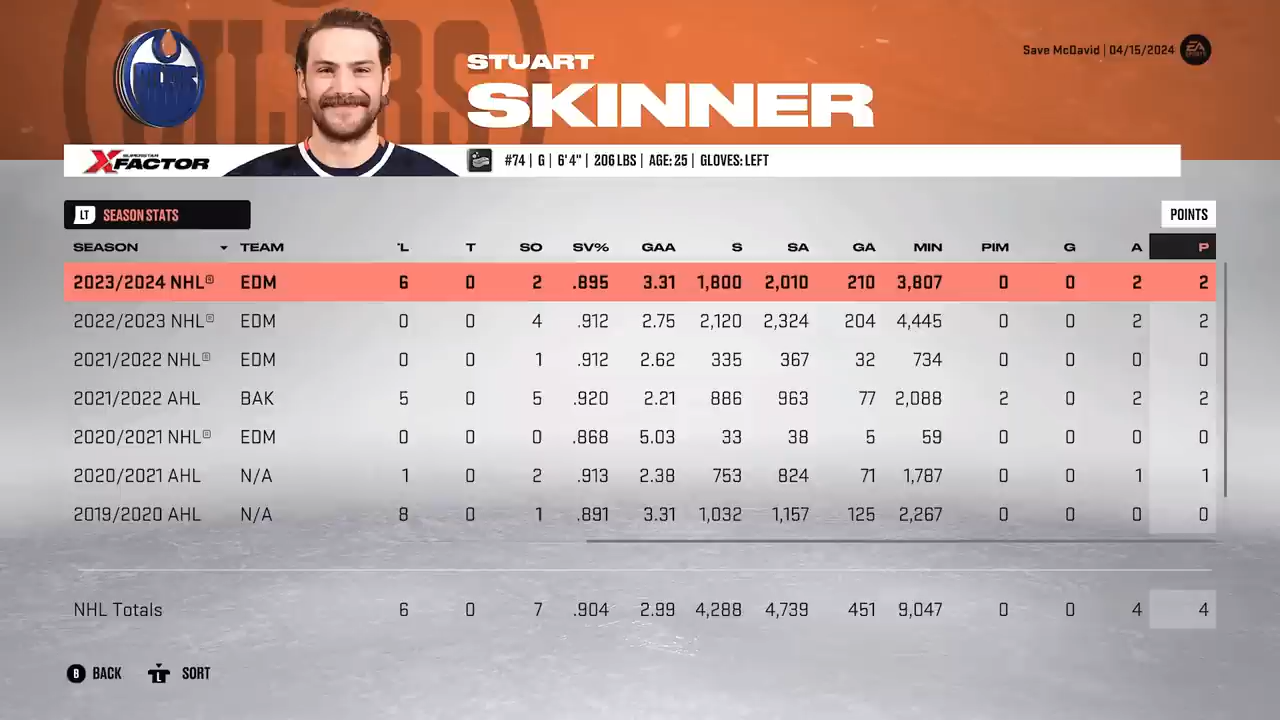 OILERS
OILERS
STUART
SKINNER
Save McDavid | 04/15/2024
EA
SPORTS
SUPERSTAR
X FACTOR
#74 | G | 6'4" | 206 LBS | AGE: 25 | GLOVES: LEFT
LT SEASON STATS
POINTS
SEASON TEAM L T SO SV% GAA S SA GA MIN PIM G A P
2023/2024 NHL EDM 6 0 2 .895 3.31 1,800 2,010 210 3,807 0 0 2 2
2022/2023 NHL EDM 0 0 4 .912 2.75 2,120 2,324 204 4,445 0 0 2 2
2021/2022 NHL EDM 0 0 1 .912 2.62 335 367 32 734 0 0 0 0
2021/2022 AHL BAK 5 0 5 .920 2.21 886 963 77 2,088 2 0 2 2
2020/2021 NHL EDM 0 0 0 .868 5.03 33 38 5 59 0 0 0 0
2020/2021 AHL N/A 1 0 2 .913 2.38 753 824 71 1,787 0 0 1 1
2019/2020 AHL N/A 8 0 1 .891 3.31 1,032 1,157 125 2,267 0 0 0 0
NHL Totals 6 0 7 .904 2.99 4,288 4,739 451 9,047 0 0 4 4
B BACK L SORT